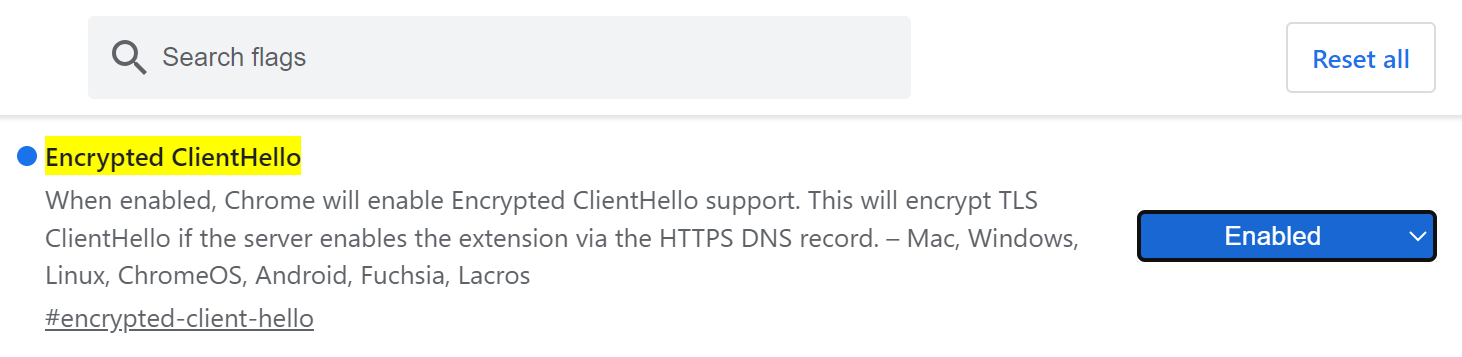 Search flags
Reset all
Encrypted ClientHello
When enabled, Chrome will enable Encrypted ClientHello support. This will encrypt TLS
ClientHello if the server enables the extension via the HTTPS DNS record. – Mac, Windows,
Linux, ChromeOS, Android, Fuchsia, Lacros
#encrypted-client-hello
Enabled